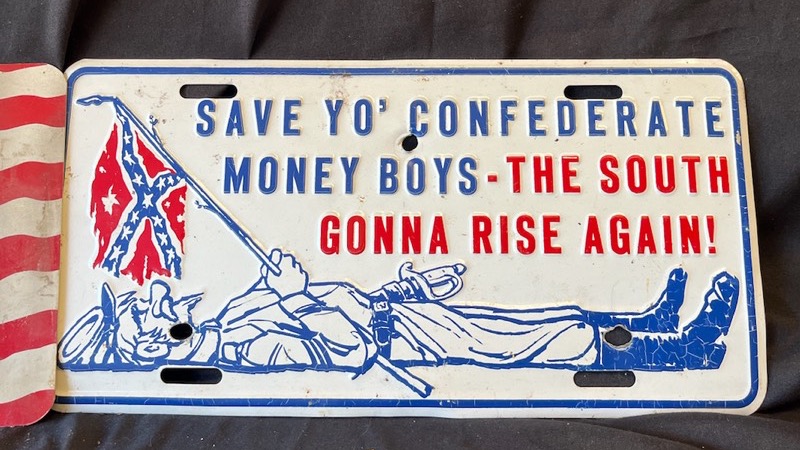 SAVE YO' CONFEDERATE
MONEY BOYS-THE SOUTH
GONNA RISE AGAIN!